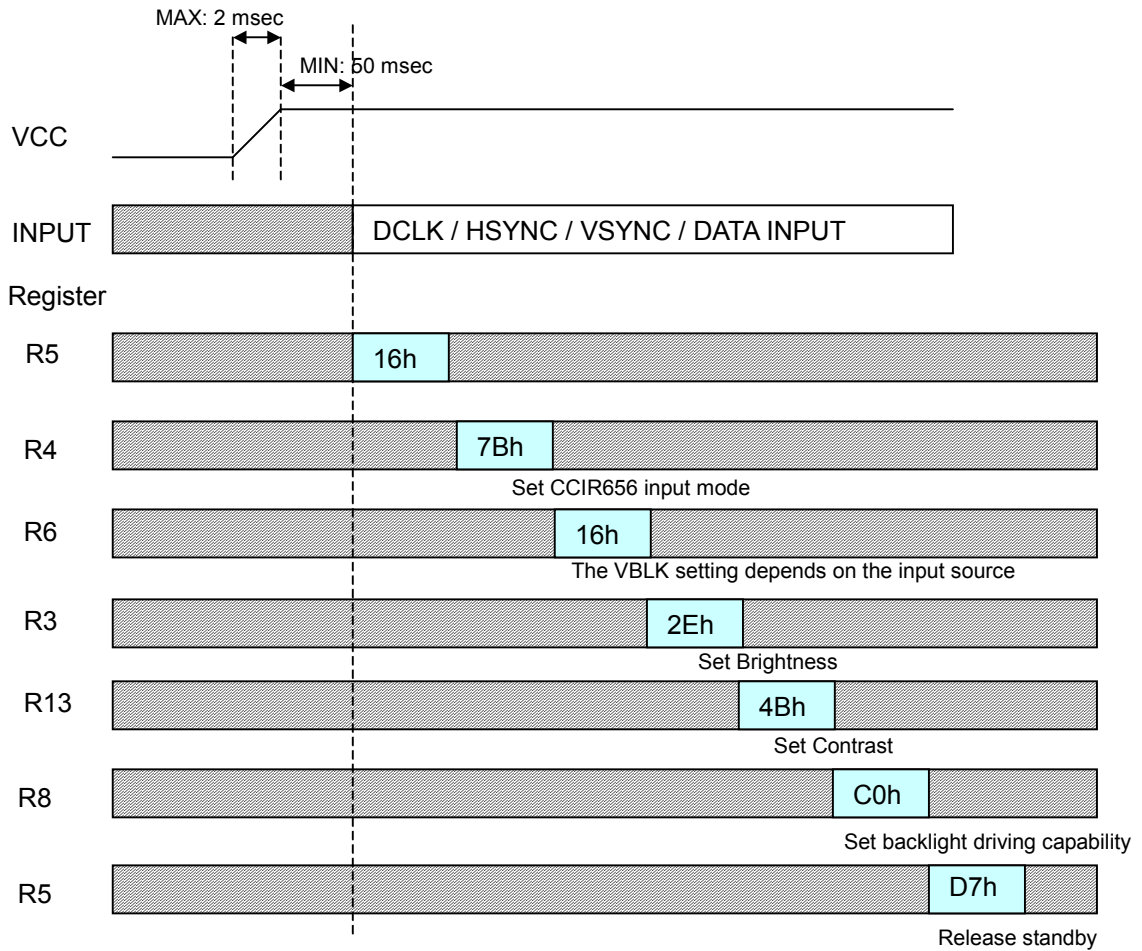 MAX: 2 msec
MIN: 50 msec
VCC
INPUT
DCLK / HSYNC / VSYNC / DATA INPUT
Register
R5
16h
R4
7Bh
Set CCIR656 input mode
R6
16h
The VBLK setting depends on the input source
R3
2Eh
Set Brightness
R13
4Bh
Set Contrast
R8
C0h
Set backlight driving capability
R5
D7h
Release standby